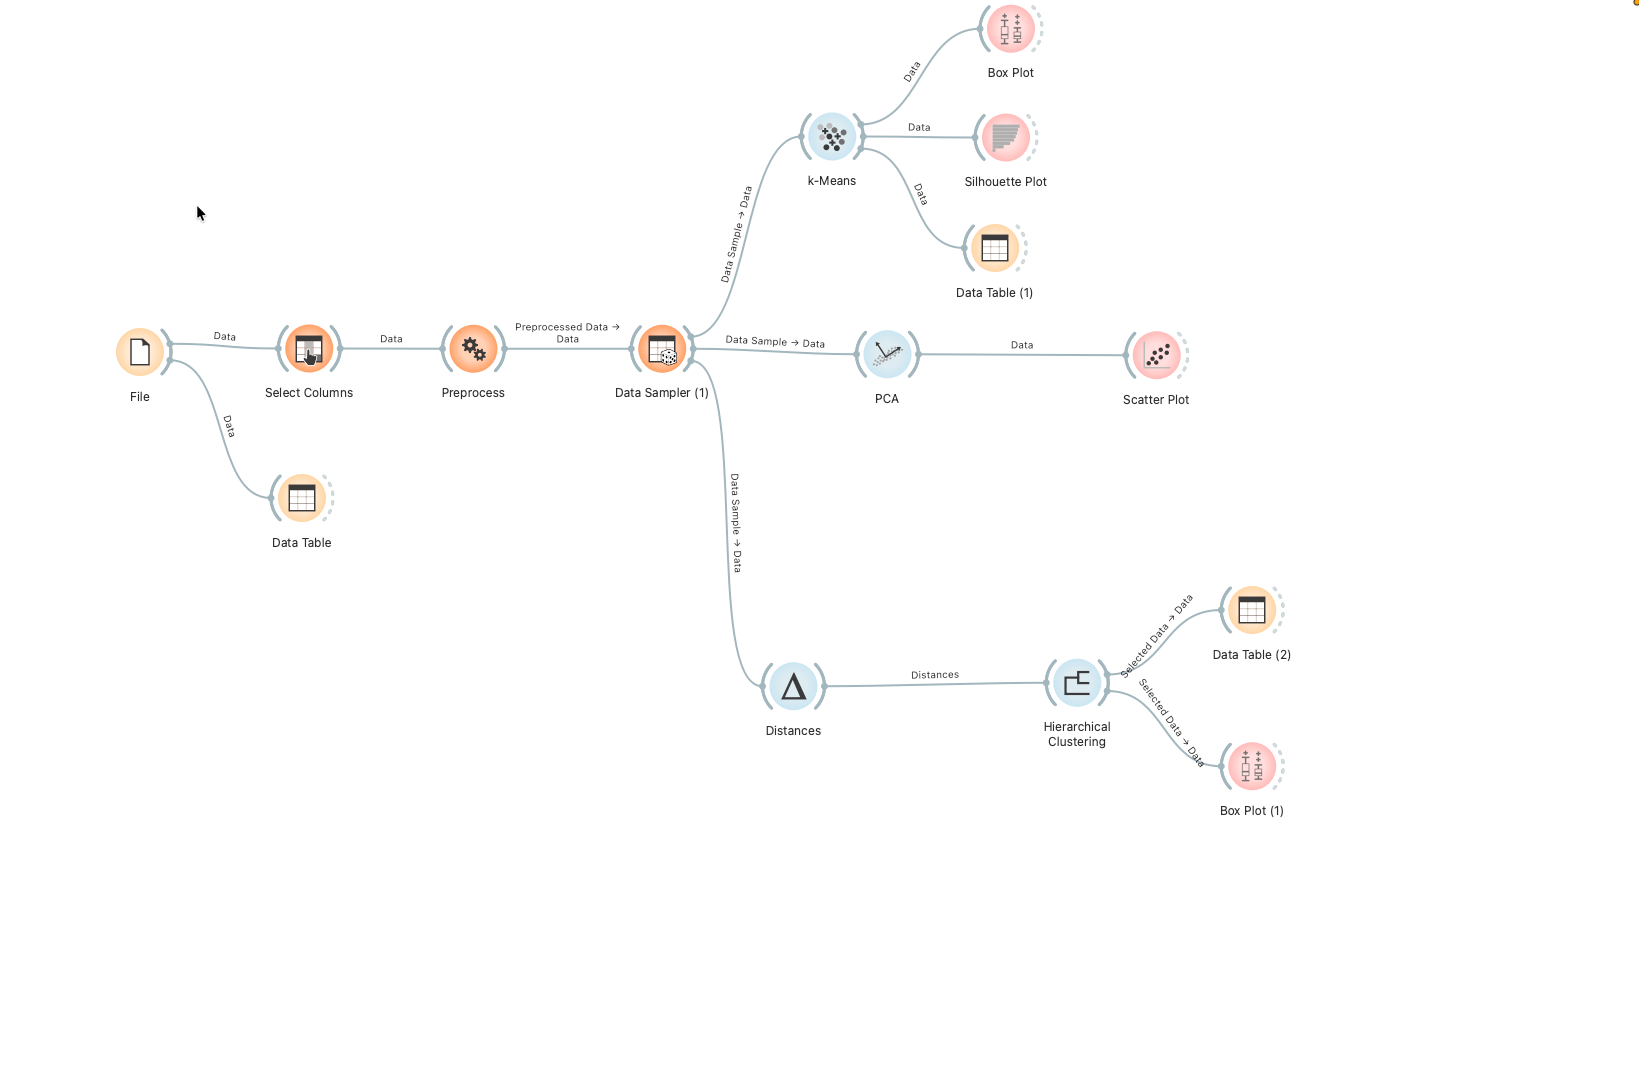 Box Plot
Data
Data
k-Means
Silhouette Plot
Data
Data Sample → Data
Data Table (1)
Data
Data
Preprocessed Data →
Data
Data Sample → Data
Data
File
Select Columns
Preprocess
Data Sampler (1)
PCA
Scatter Plot
Data
Data Table
Data Sample → Data
Selected Data → Data
Data Table (2)
Distances
Selected Data → Data
Distances
Hierarchical
Clustering
Box Plot (1)